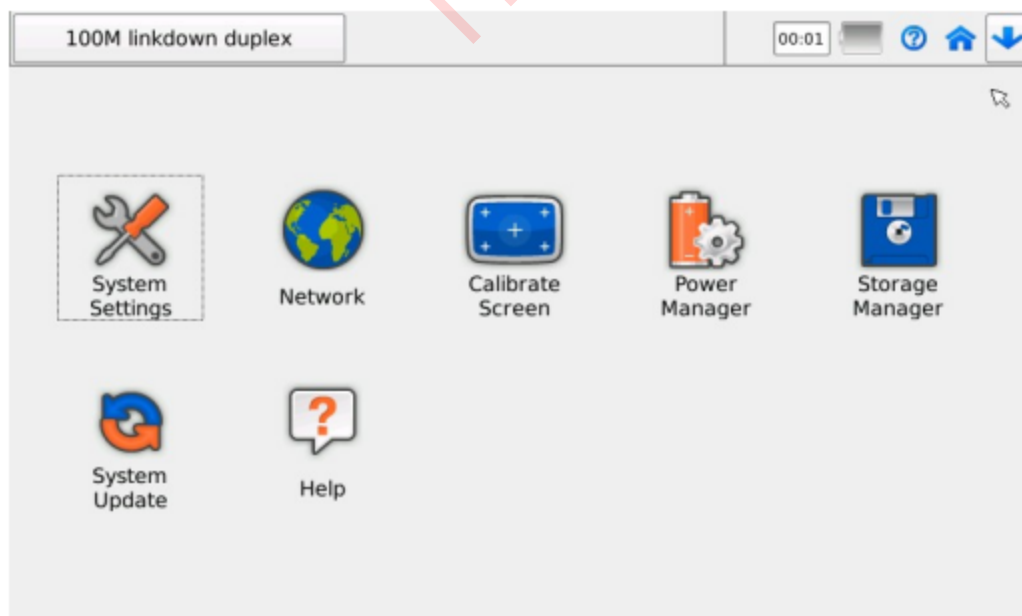 100M linkdown duplex
00:01
System
Settings
Network
Calibrate
Screen
Power
Manager
Storage
Manager
System
Update
Help